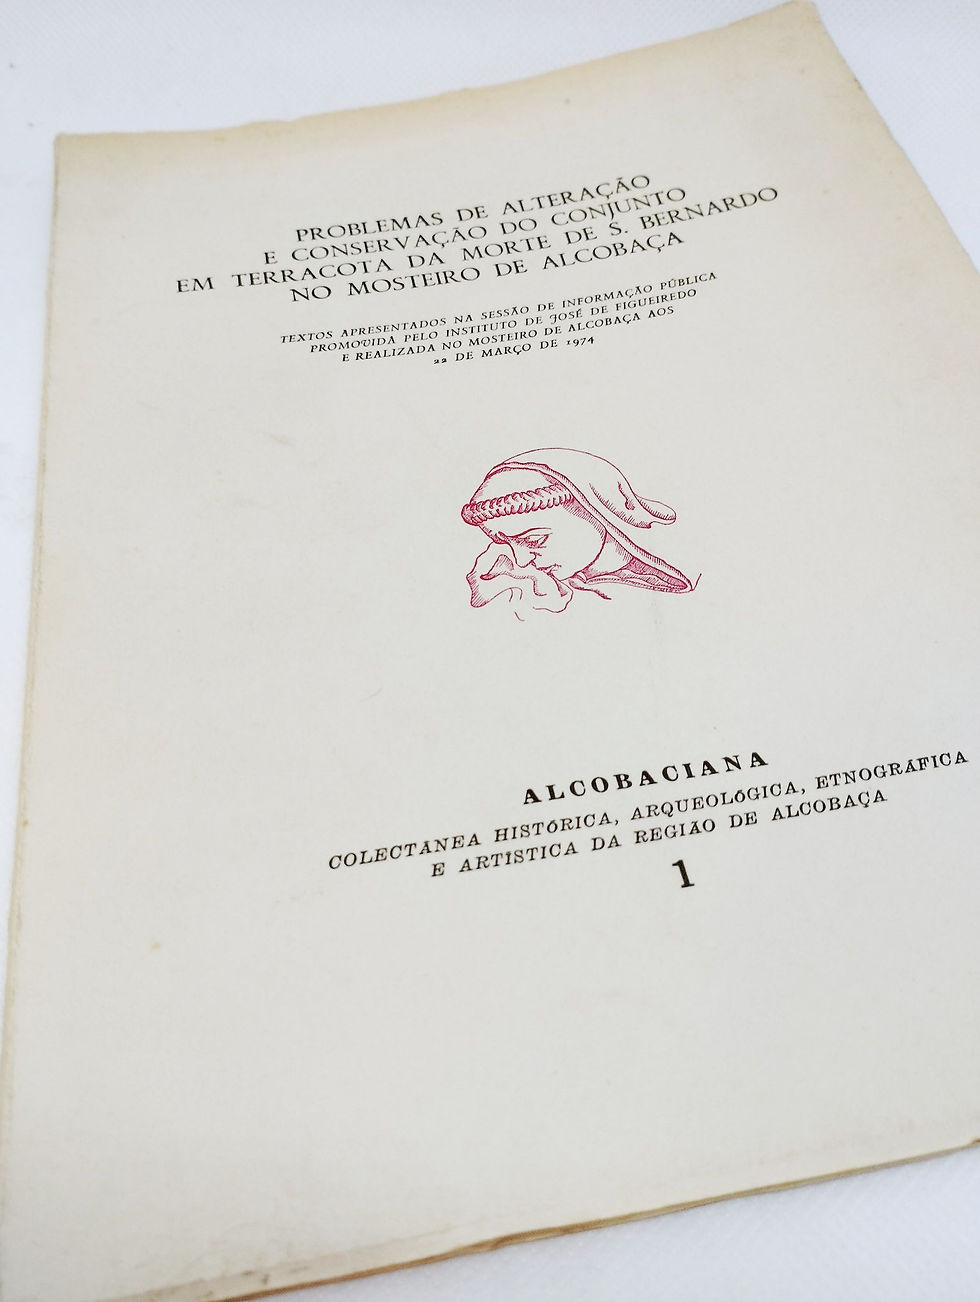 PROBLEMAS DE ALTERAÇÃO
E CONSERVAÇÃO DO CONJUNTO
EM TERRACOTA DA MORTE DE S. BERNARDO
NO MOSTEIRO DE ALCOBAÇA
TEXTOS APRESENTADOS NA SESSÃO DE INFORMAÇÃO PÚBLICA
PROMOVIDA PELO INSTITUTO DE JOSÉ DE FIGUEIREDO
E REALIZADA NO MOSTEIRO DE ALCOBAÇA AOS
22 DE MARÇO DE 1974
ALCOBACIANA
COLECTÂNEA HISTÓRICA, ARQUEOLÓGICA, ETNOGRÁFICA
E ARTÍSTICA DA REGIÃO DE ALCOBAÇA
1